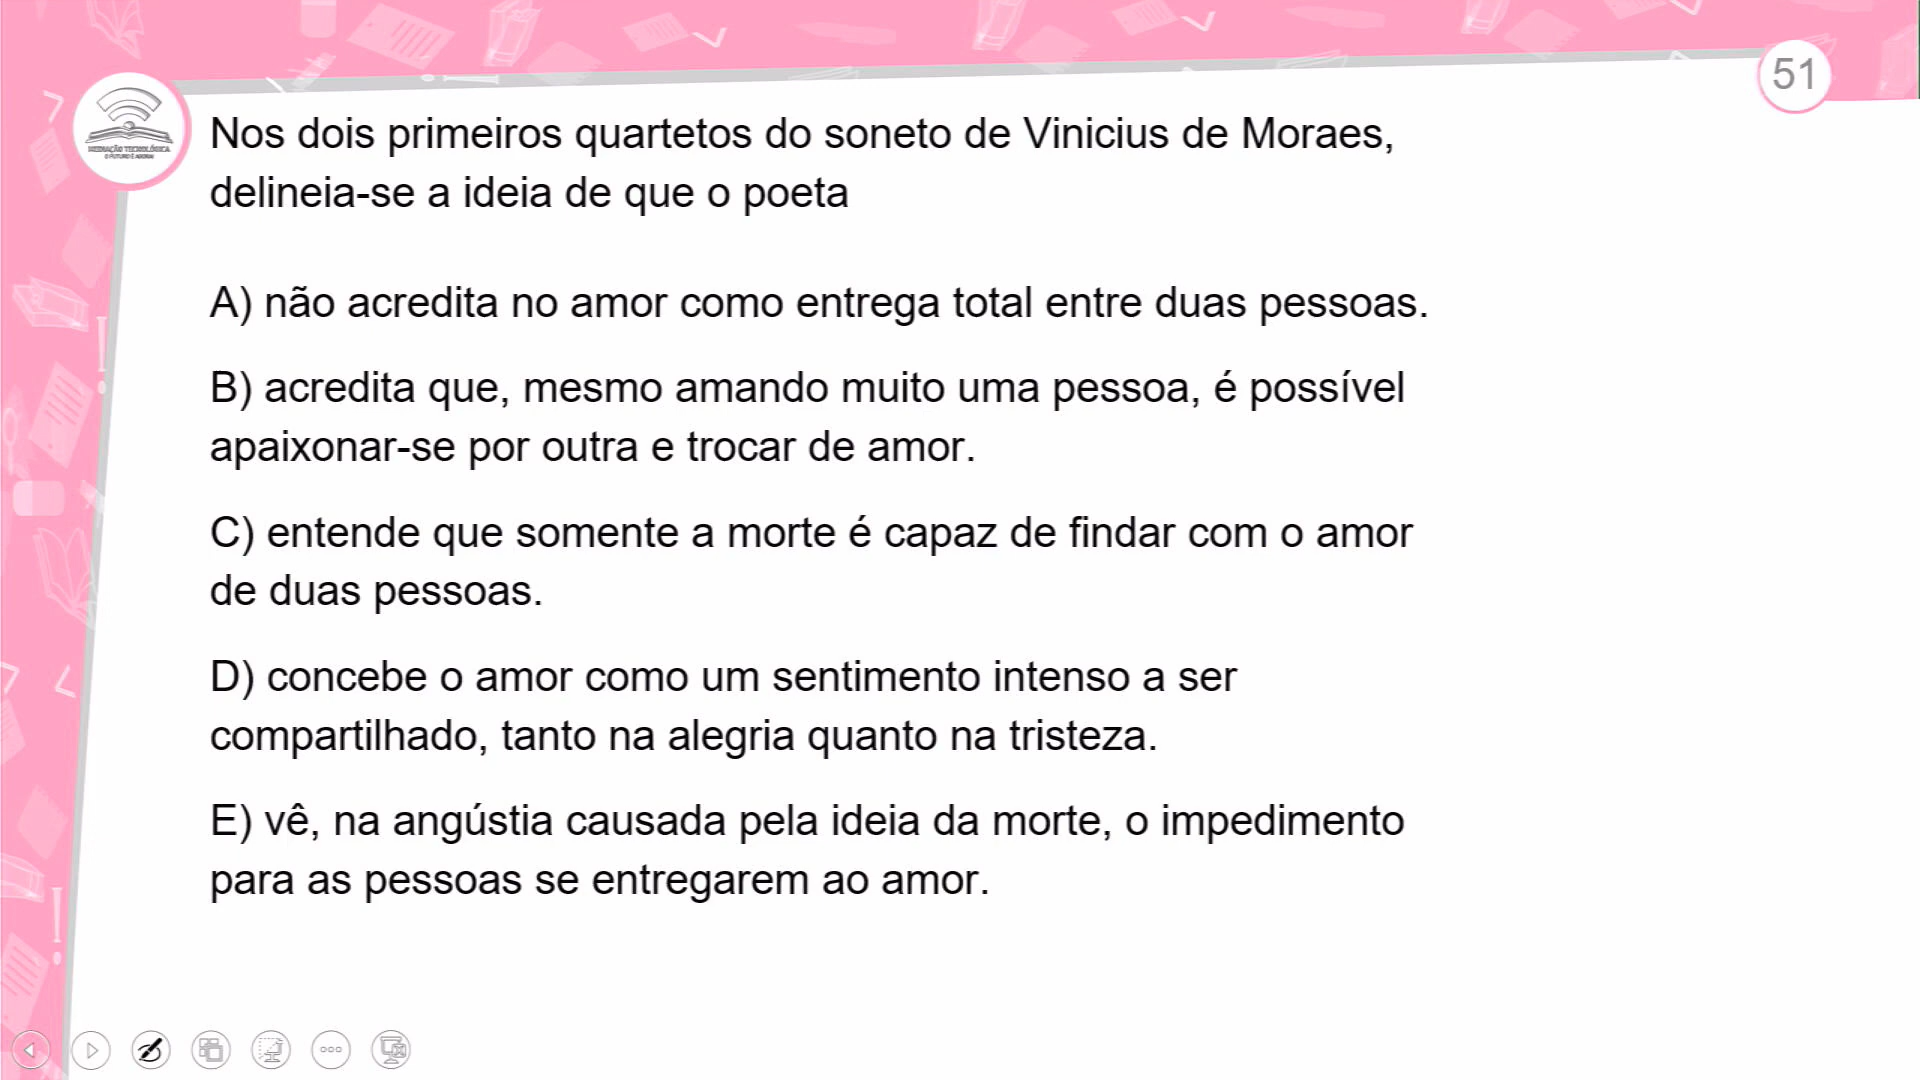 51
MEDIAÇÃO TECNOLÓGICA
O FUTURO É AGORA!
Nos dois primeiros quartetos do soneto de Vinicius de Moraes,
delineia-se a ideia de que o poeta
A) não acredita no amor como entrega total entre duas pessoas.
B) acredita que, mesmo amando muito uma pessoa, é possível
apaixonar-se por outra e trocar de amor.
C) entende que somente a morte é capaz de findar com o amor
de duas pessoas.
D) concebe o amor como um sentimento intenso a ser
compartilhado, tanto na alegria quanto na tristeza.
E) vê, na angústia causada pela ideia da morte, o impedimento
para as pessoas se entregarem ao amor.